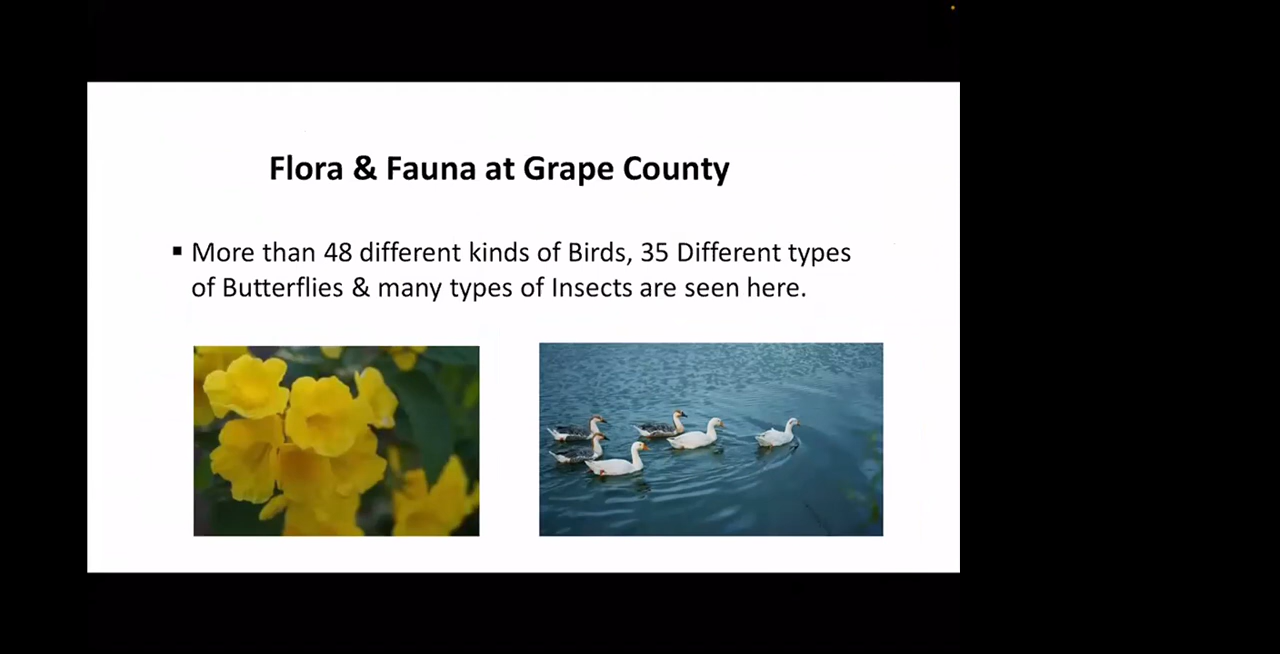 Flora & Fauna at Grape County
▪ More than 48 different kinds of Birds, 35 Different types
of Butterflies & many types of Insects are seen here.